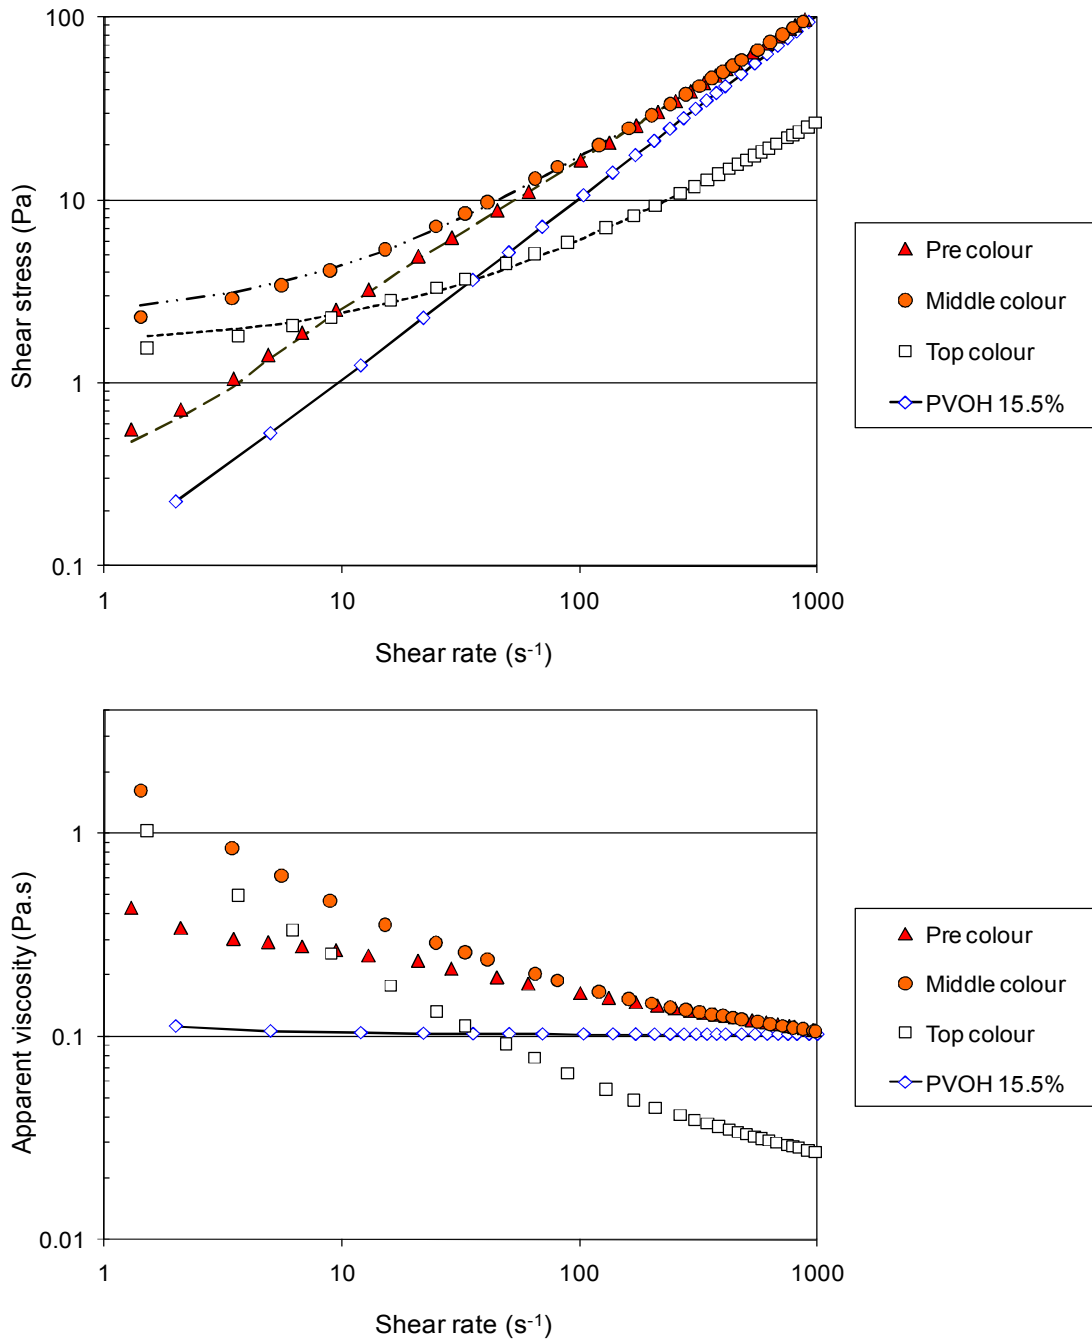 100
10
1
0.1
Shear stress (Pa)
1
10
100
1000
Shear rate (s-1)
Pre colour
Middle colour
Top colour
PVOH 15.5%
1
0.1
0.01
Apparent viscosity (Pa.s)
1
10
100
1000
Shear rate (s-1)
Pre colour
Middle colour
Top colour
PVOH 15.5%